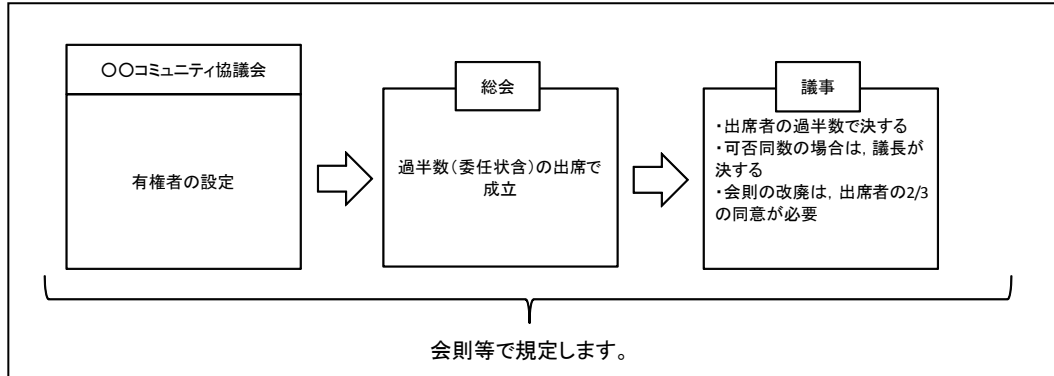 〇〇コミュニティ協議会
有権者の設定
総会
過半数(委任状含)の出席で
成立
議事
・出席者の過半数で決する
・可否同数の場合は，議長が
決する
・会則の改廃は，出席者の2/3
の同意が必要
会則等で規定します。